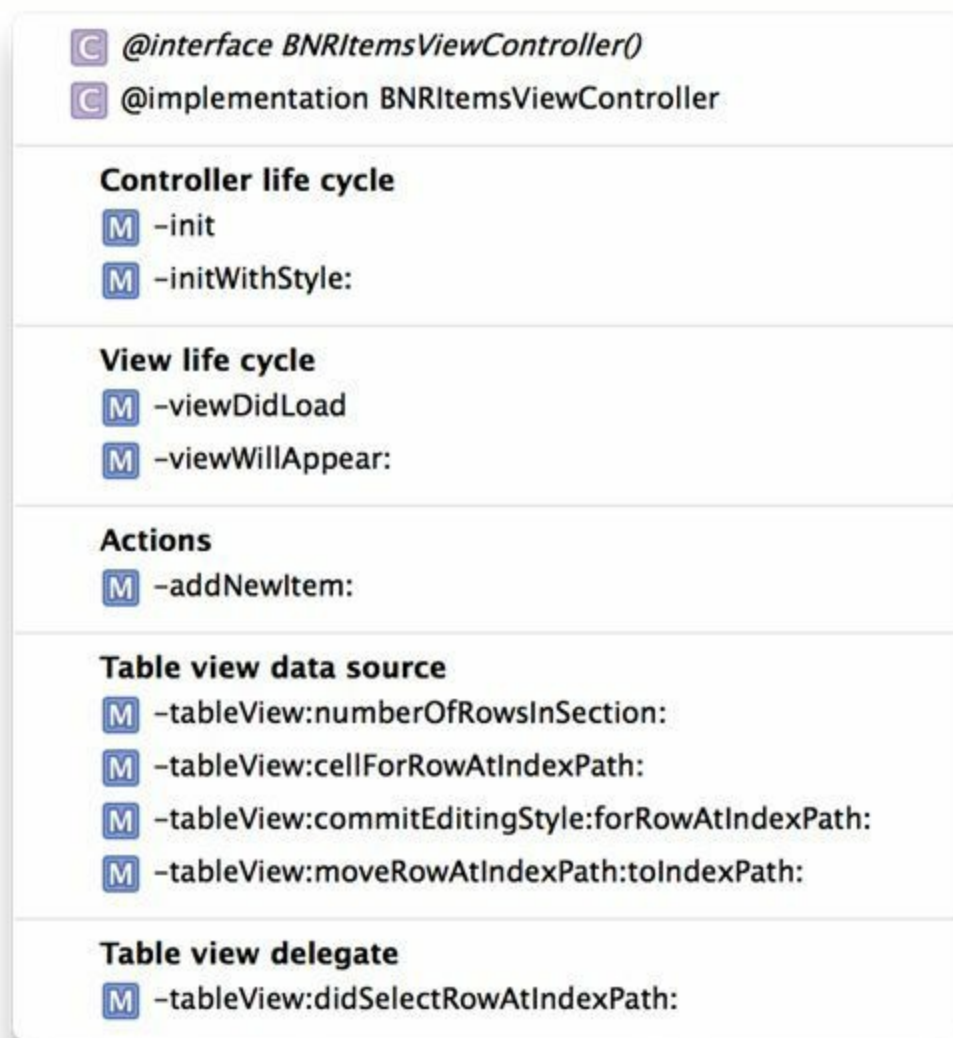 C @interface BNRItemsViewController()
C @implementation BNRItemsViewController
Controller life cycle
M -init
M -initWithStyle:
View life cycle
M -viewDidLoad
M -viewWillAppear:
Actions
M -addNewItem:
Table view data source
M -tableView:numberOfRowsInSection:
M -tableView:cellForRowAtIndexPath:
M -tableView:commitEditingStyle:forRowAtIndexPath:
M -tableView:moveRowAtIndexPath:toIndexPath:
Table view delegate
M -tableView:didSelectRowAtIndexPath: